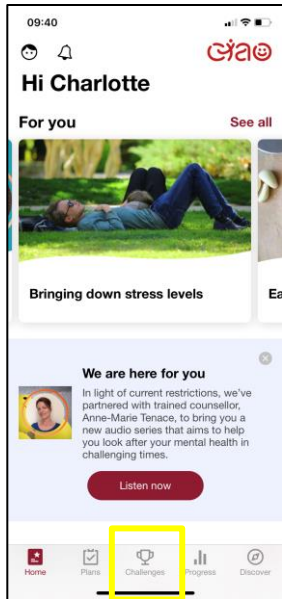 09:40
ciao
Hi Charlotte
For you
See all
Bringing down stress levels
Ea
We are here for you
In light of current restrictions, we've
partnered with trained counsellor,
Anne-Marie Tenace, to bring you a
new audio series that aims to help
you look after your mental health in
challenging times.
Listen now
Home
Plans
Challenges
Progress
Discover